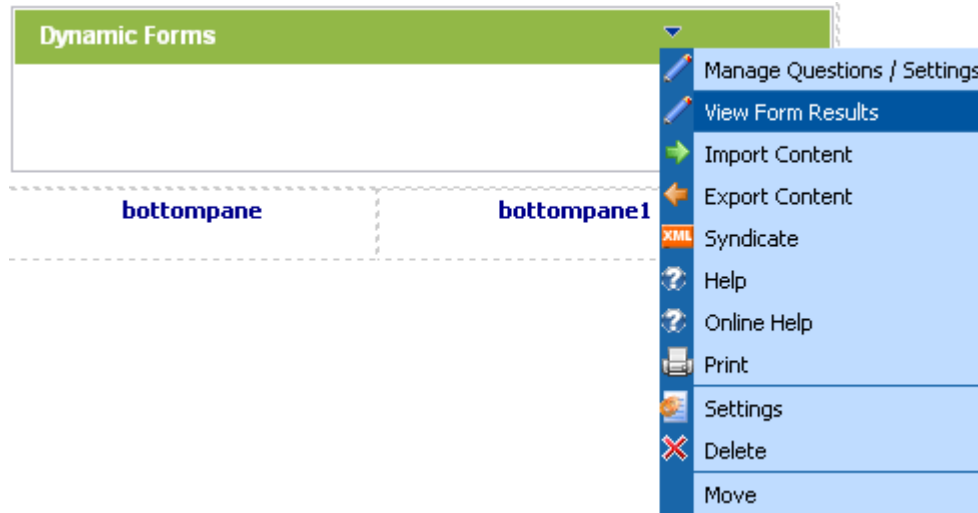 Dynamic Forms
Manage Questions / Settings
View Form Results
Import Content
bottompane
bottompane1
Export Content
XML
Syndicate
Help
Online Help
Print
Settings
Delete
Move